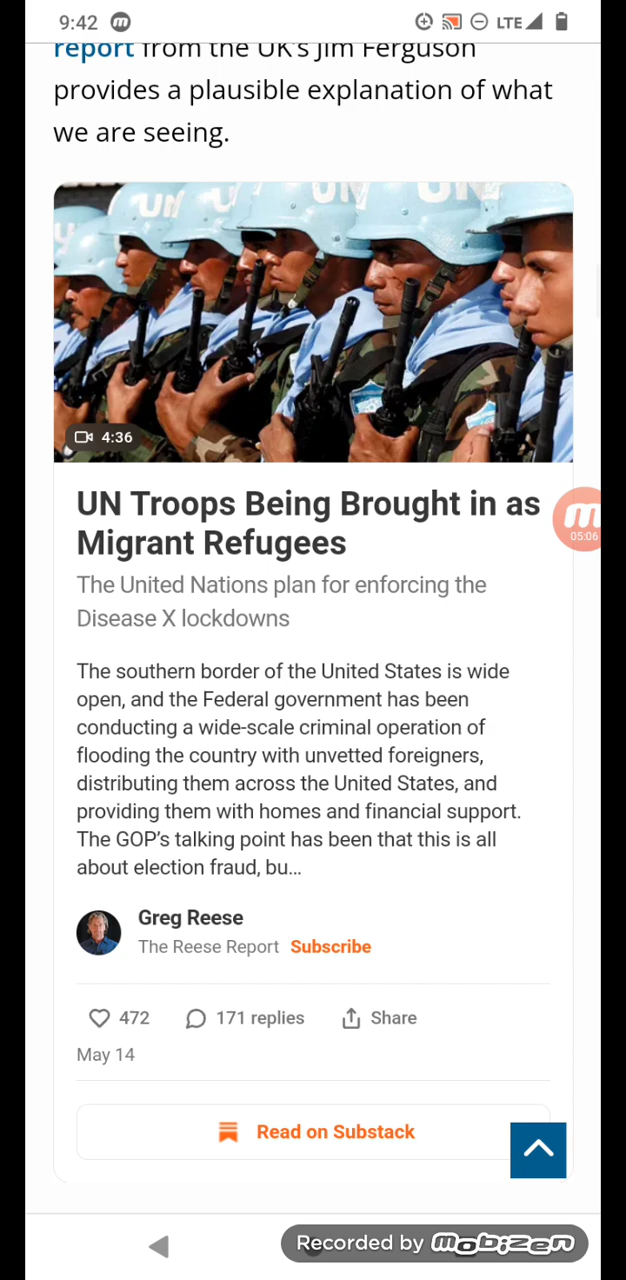 9:42
LTE
report from the UK's Jim Ferguson
provides a plausible explanation of what
we are seeing.
UN
UN
UN
4:36
UN Troops Being Brought in as
Migrant Refugees
05:06
The United Nations plan for enforcing the
Disease X lockdowns
The southern border of the United States is wide
open, and the Federal government has been
conducting a wide-scale criminal operation of
flooding the country with unvetted foreigners,
distributing them across the United States, and
providing them with homes and financial support.
The GOP’s talking point has been that this is all
about election fraud, bu...
Greg Reese
The Reese Report Subscribe
472 171 replies Share
May 14
Read on Substack
Recorded by mobizen